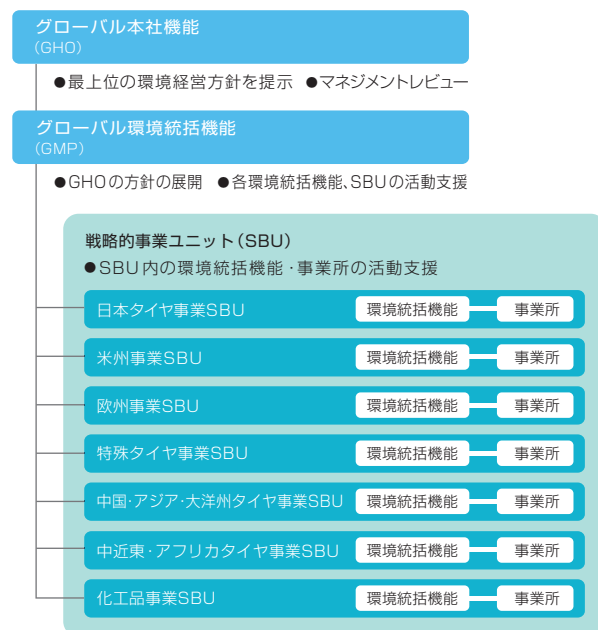 グローバル本社機能
(GHO)
●最上位の環境経営方針を提示 ●マネジメントレビュー
グローバル環境統括機能
(GMP)
●GHOの方針の展開 ●各環境統括機能、SBUの活動支援
戦略的事業ユニット(SBU)
●SBU内の環境統括機能・事業所の活動支援
日本タイヤ事業SBU 環境統括機能 事業所
米州事業SBU 環境統括機能 事業所
欧州事業SBU 環境統括機能 事業所
特殊タイヤ事業SBU 環境統括機能 事業所
中国・アジア・大洋州タイヤ事業SBU 環境統括機能 事業所
中近東・アフリカタイヤ事業SBU 環境統括機能 事業所
化工品事業SBU 環境統括機能 事業所